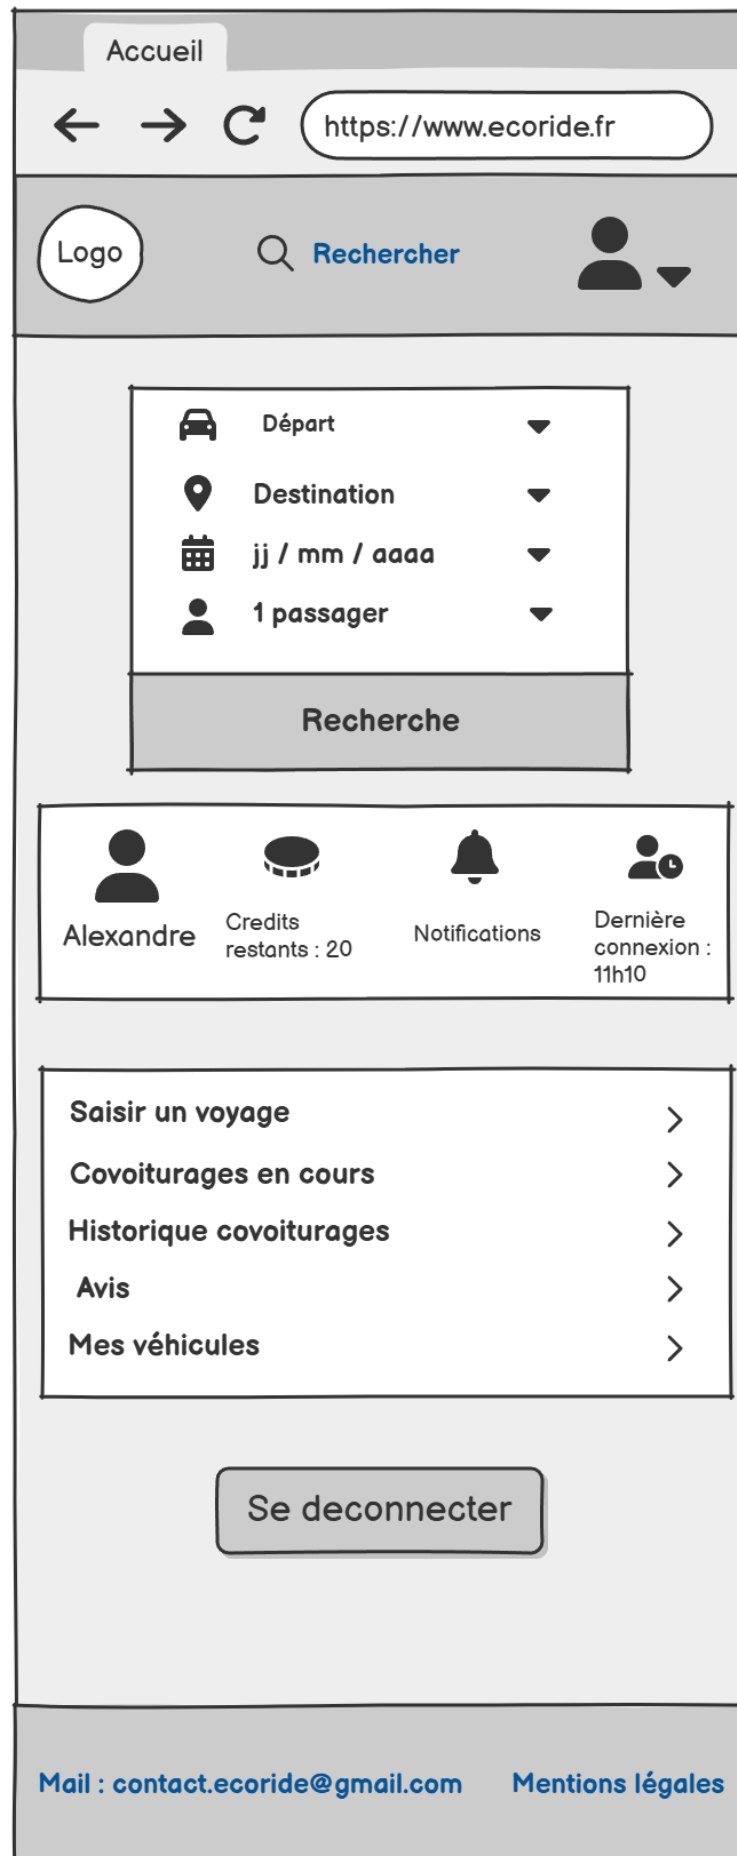 Accueil
https://www.ecoride.fr
Logo
Rechercher
Départ
Destination
jj / mm / aaaa
1 passager
Recherche
Alexandre
Credits
restants : 20
Notifications
Dernière
connexion :
11h10
Saisir un voyage
Covoiturages en cours
Historique covoiturages
Avis
Mes véhicules
Se deconnecter
Mail : contact.ecoride@gmail.com
Mentions légales